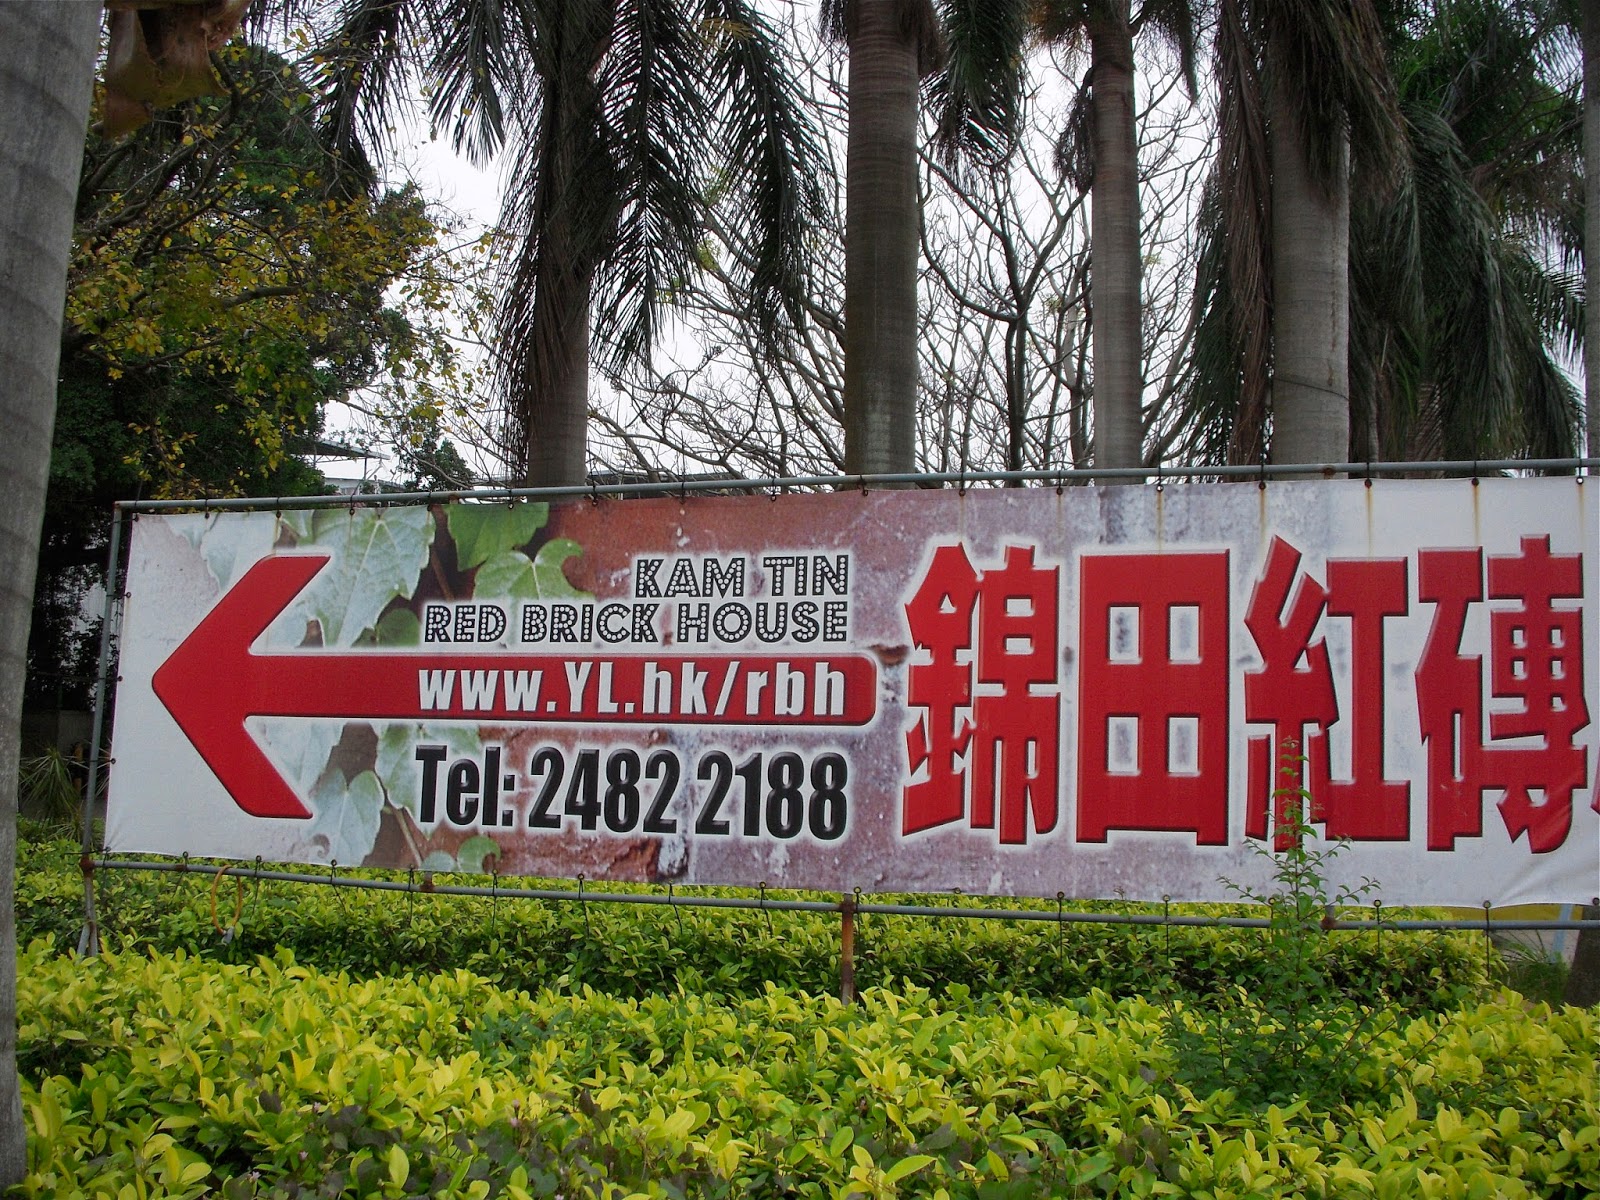 KAM TIN
RED BRICK HOUSE
www.YL.hk/rbh
Tel: 2482 2188
錦田紅磚